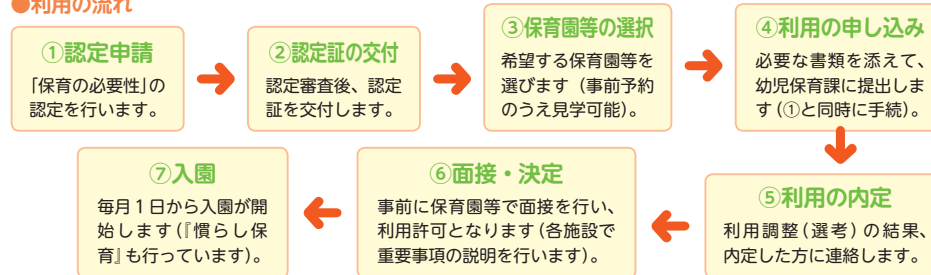 ●利用の流れ
①認定申請
「保育の必要性」の
認定を行います。
②認定証の交付
認定審査後、認定
証を交付します。
③保育園等の選択
希望する保育園等を
選びます（事前予約
のうえ見学可能）。
④利用の申し込み
必要な書類を添えて、
幼児保育課に提出しま
す（①と同時に手続）。
⑤利用の内定
利用調整（選考）の結果、
内定した方に連絡します。
⑥面接・決定
事前に保育園等で面接を行い、
利用許可となります（各施設で
重要事項の説明を行います）。
⑦入園
毎月１日から入園が開
始します（『慣らし保
育』も行っています）。